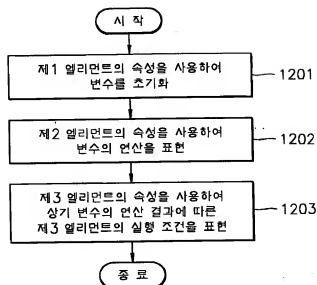 시 작
제1 엘리먼트의 속성을 사용하여
변수를 초기화
1201
제2 엘리먼트의 속성을 사용하여
변수의 연산을 표현
1202
제3 엘리먼트의 속성을 사용하여
상기 변수의 연산 결과에 따른
제3 엘리먼트의 실행 조건을 표현
1203
종 료